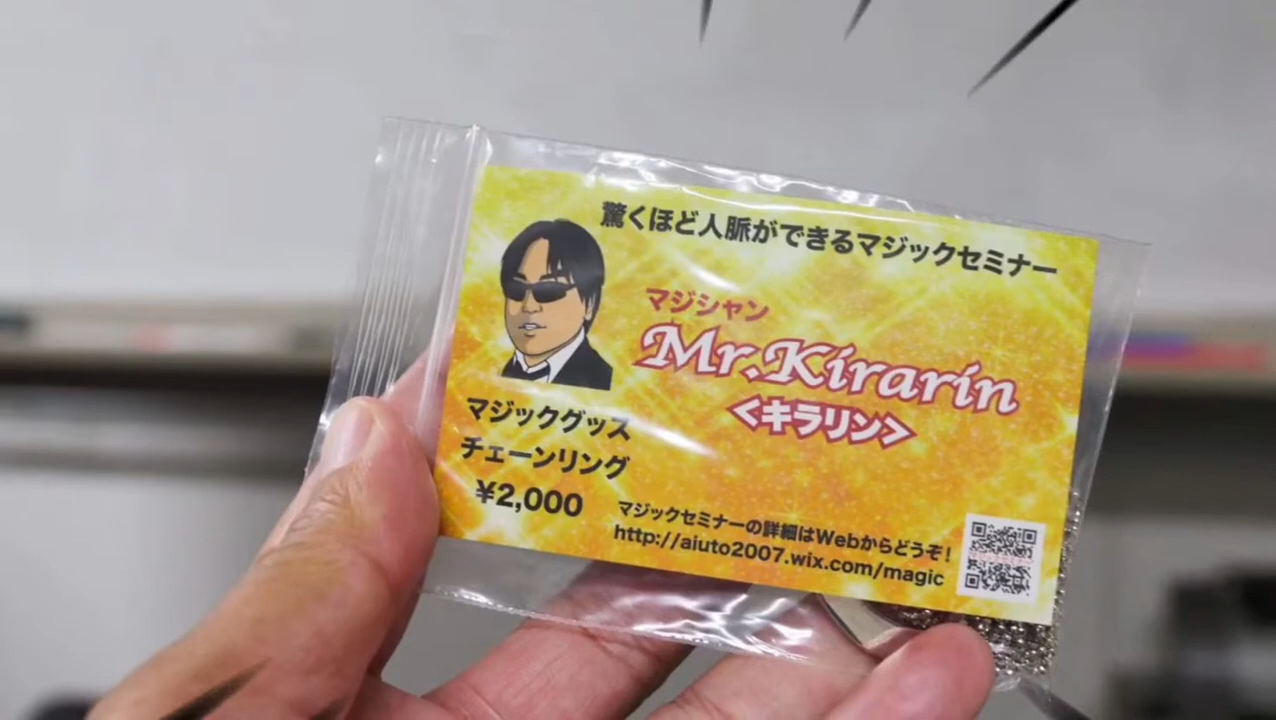 驚くほど人脈ができるマジックセミナー
マジシャン
Mr.Kirarin
<キラリン>
マジックグッズ
チェーンリング
¥2,000
マジックセミナーの詳細はWebからどうぞ!
http://aiuto2007.wix.com/magic